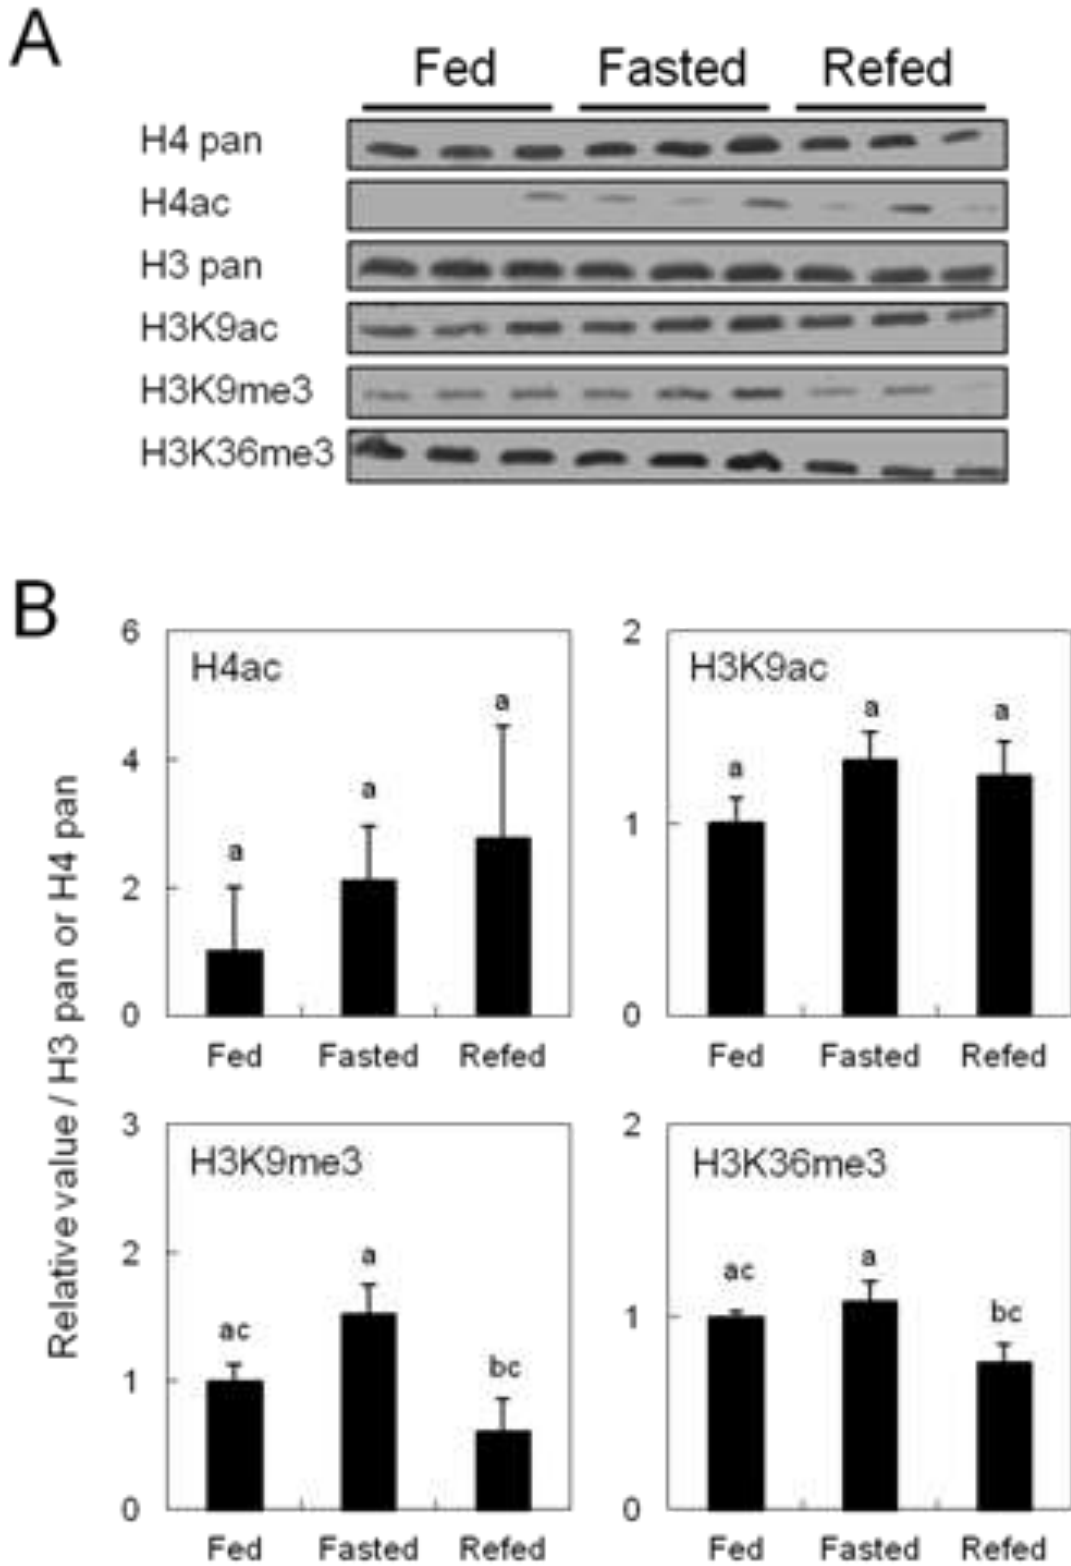 A
Fed Fasted Refed
H4 pan
H4ac
H3 pan
H3K9ac
H3K9me3
H3K36me3
B
Relative value / H3 pan or H4 pan
6
4
2
0
H4ac
a
a
a
Fed Fasted Refed
2
1
0
H3K9ac
a
a
a
Fed Fasted Refed
3
2
1
0
H3K9me3
ac
a
bc
Fed Fasted Refed
2
1
0
H3K36me3
ac
a
bc
Fed Fasted Refed